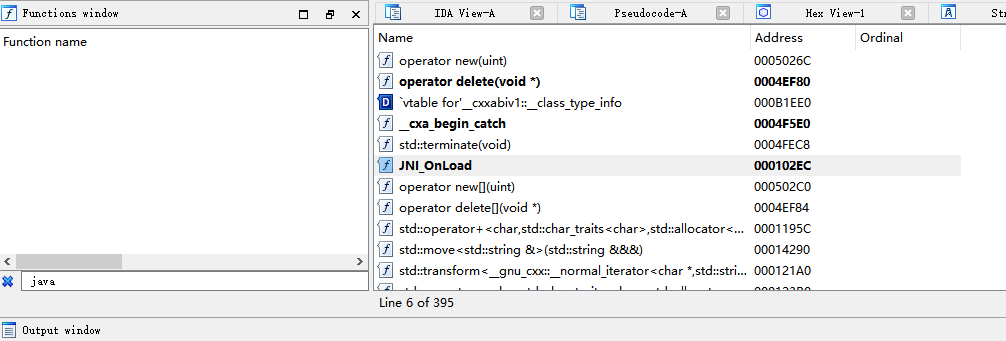 Functions window
IDA View-A
Pseudocode-A
Hex View-1
Str
Function name
Name Address Ordinal
operator new(uint) 0005026C
operator delete(void *) 0004EF80
`vtable for'__cxxabiv1::__class_type_info 000B1EE0
__cxa_begin_catch 0004F5E0
std::terminate(void) 0004FEC8
JNI_OnLoad 000102EC
operator new[](uint) 000502C0
operator delete[](void *) 0004EF84
std::operator+<char,std::char_traits<char>,std::allocator<... 0001195C
std::move<std::string &>(std::string &&&) 00014290
std::transform<__gnu_cxx::__normal_iterator<char *,std::stri... 000121A0
java
Line 6 of 395
Output window